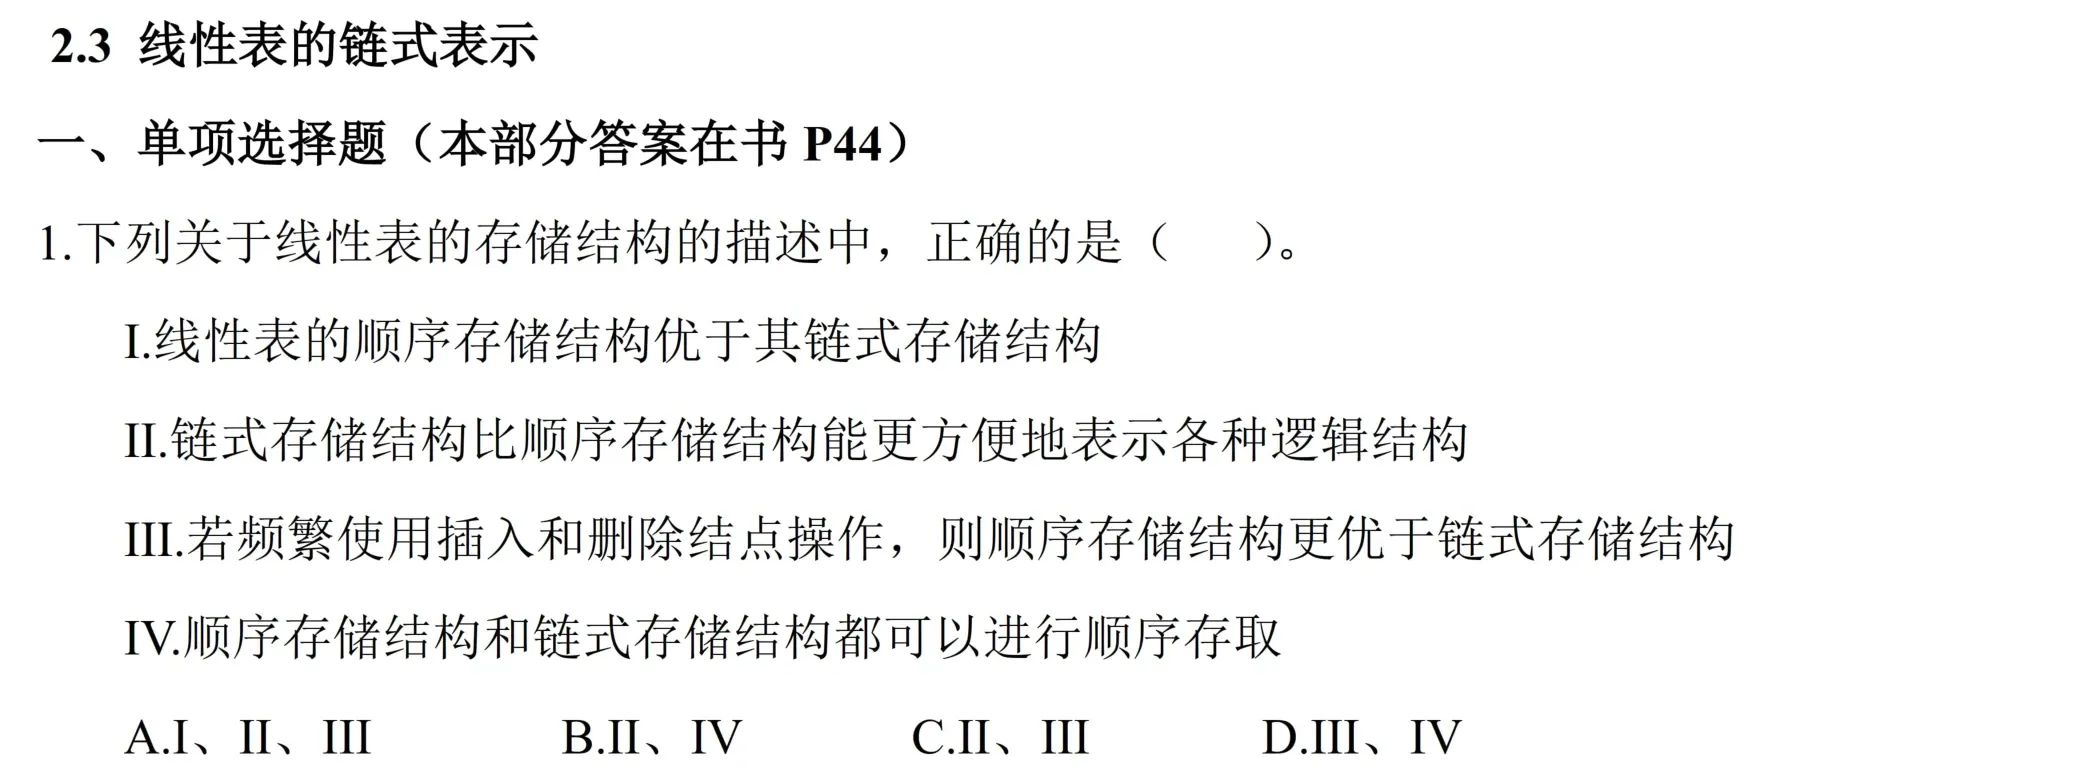 2.3 线性表的链式表示
一、单项选择题（本部分答案在书 P44）
1.下列关于线性表的存储结构的描述中，正确的是（ ）。
I.线性表的顺序存储结构优于其链式存储结构
II.链式存储结构比顺序存储结构能更方便地表示各种逻辑结构
III.若频繁使用插入和删除结点操作，则顺序存储结构更优于链式存储结构
IV.顺序存储结构和链式存储结构都可以进行顺序存取
A.I、II、III B.II、IV C.II、III D.III、IV